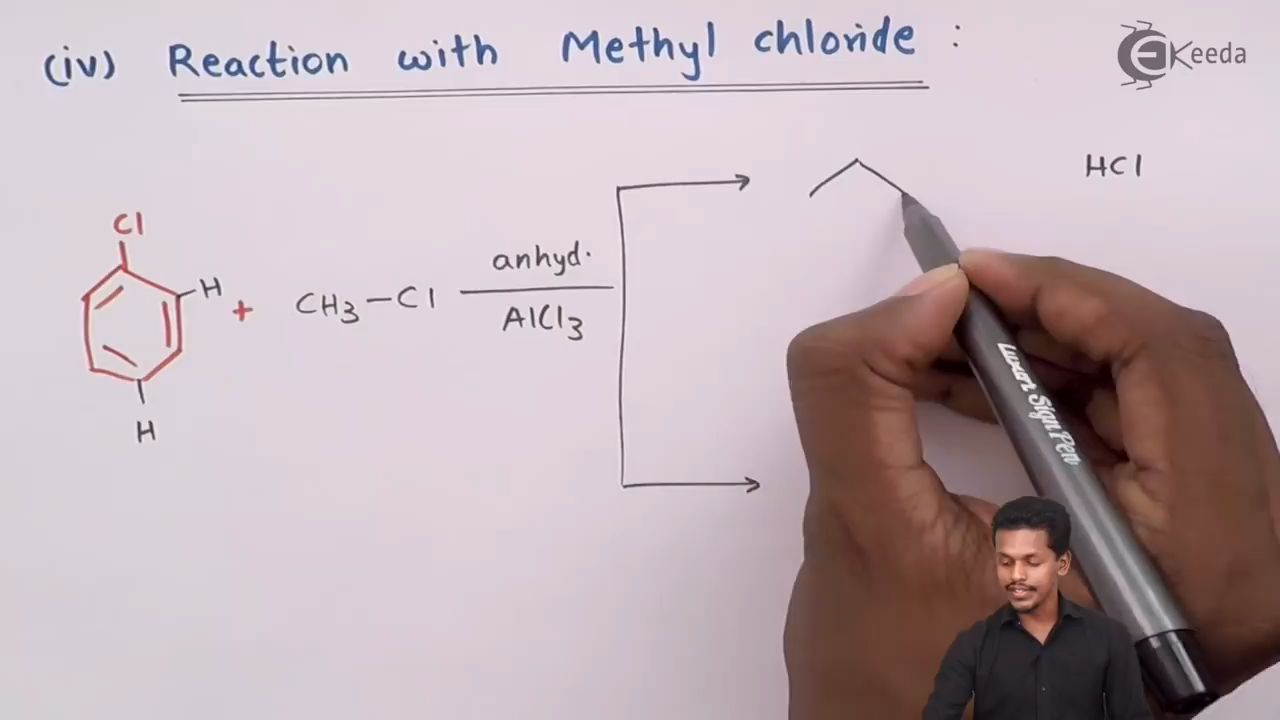 (iv) Reaction with Methyl chloride :
eKeeda
HCl
Cl
H
+ CH3-Cl
anhyd.
AlCl3
H
Luxor Sign Pen